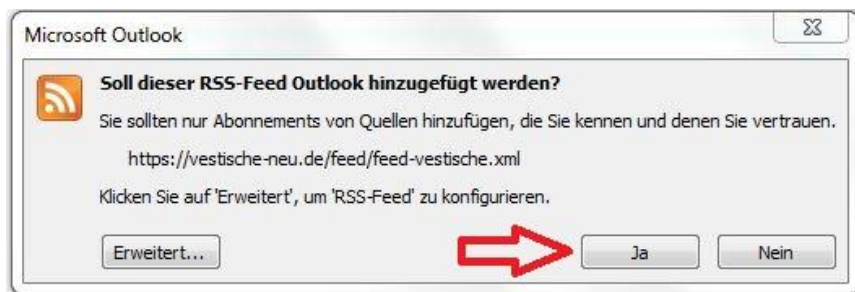 Microsoft Outlook
Soll dieser RSS-Feed Outlook hinzugefügt werden?
Sie sollten nur Abonnements von Quellen hinzufügen, die Sie kennen und denen Sie vertrauen.
https://vestische-neu.de/feed/feed-vestische.xml
Klicken Sie auf 'Erweitert', um 'RSS-Feed' zu konfigurieren.
Erweitert... Ja Nein